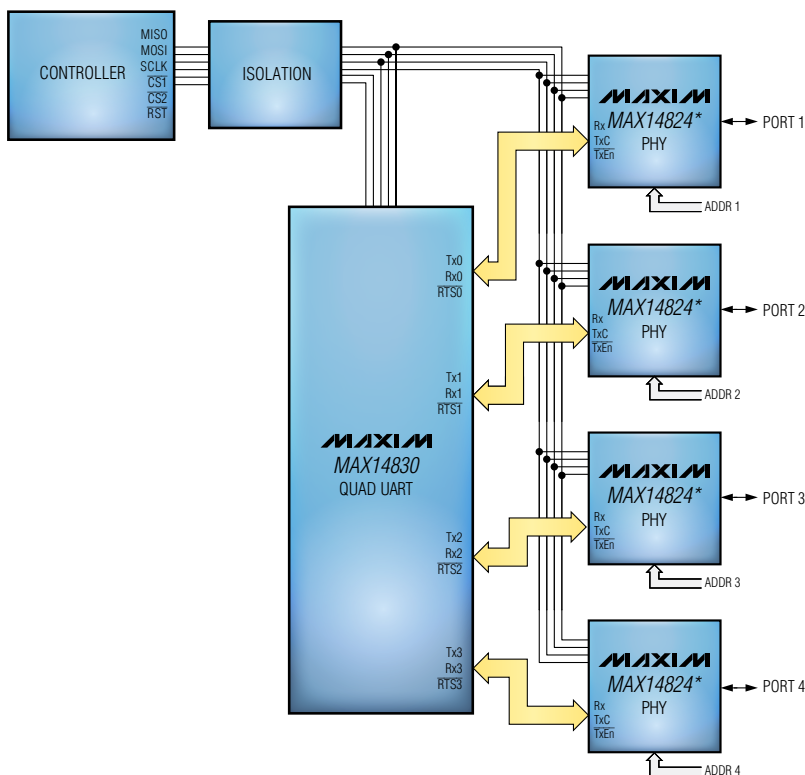 CONTROLLER
MISO
MOSI
SCLK
CS1
CS2
RST
ISOLATION
MAXIM
MAX14824*
PHY
Rx
TxC
TxEn
PORT 1
ADDR 1
MAXIM
MAX14824*
PHY
Rx
TxC
TxEn
PORT 2
ADDR 2
MAXIM
MAX14824*
PHY
Rx
TxC
TxEn
PORT 3
ADDR 3
MAXIM
MAX14824*
PHY
Rx
TxC
TxEn
PORT 4
ADDR 4
MAXIM
MAX14830
QUAD UART
Tx0
Rx0
RTS0
Tx1
Rx1
RTS1
Tx2
Rx2
RTS2
Tx3
Rx3
RTS3